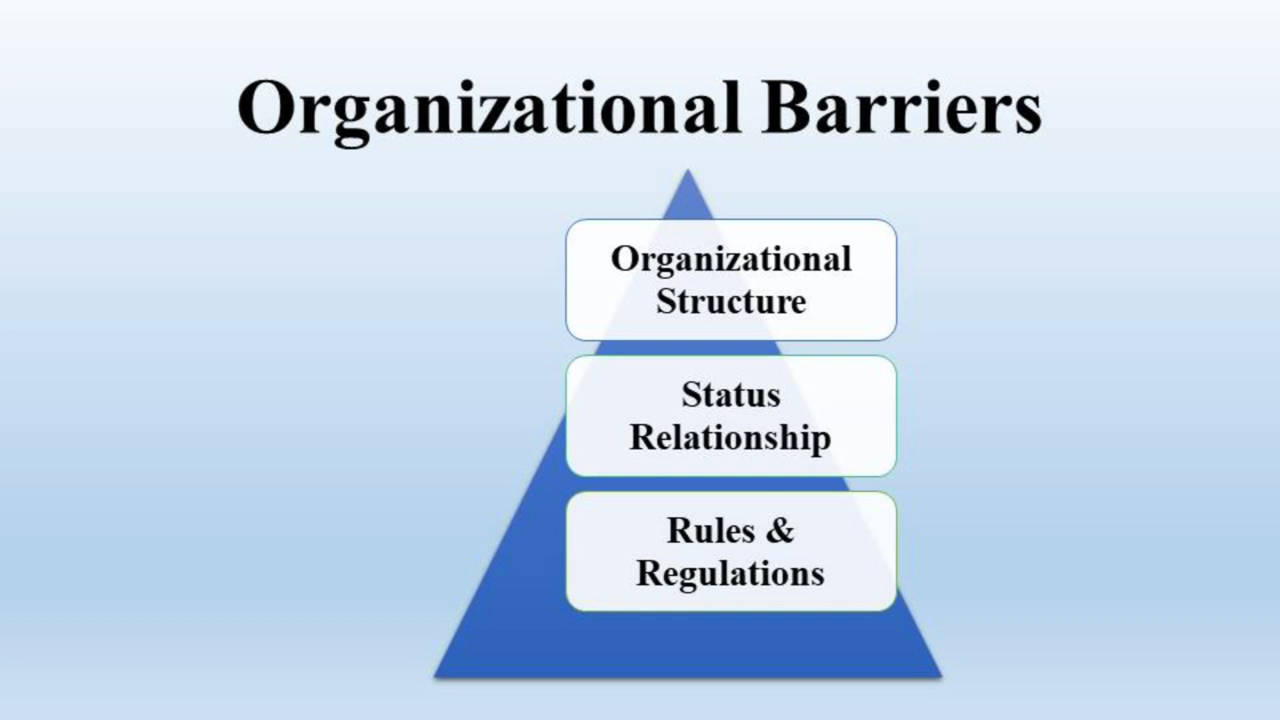 Organizational Barriers
Organizational
Structure
Status
Relationship
Rules &
Regulations